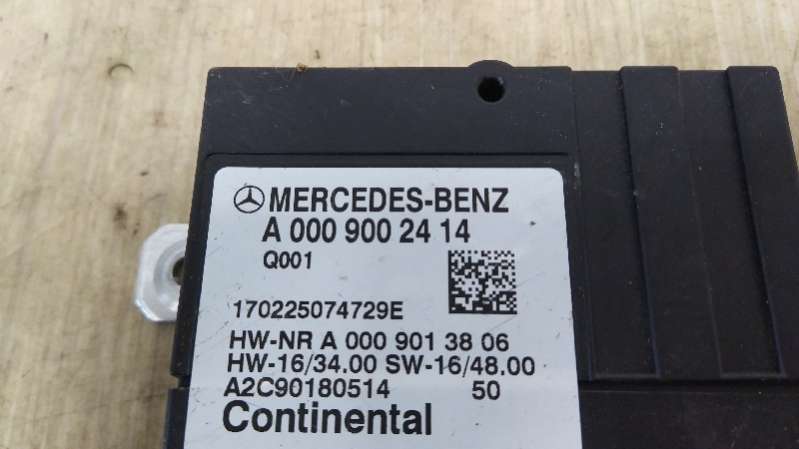 MERCEDES-BENZ
A 000 900 24 14
Q001
170225074729E
HW-NR A 000 901 38 06
HW-16/34.00 SW-16/48.00
A2C90180514 50
Continental